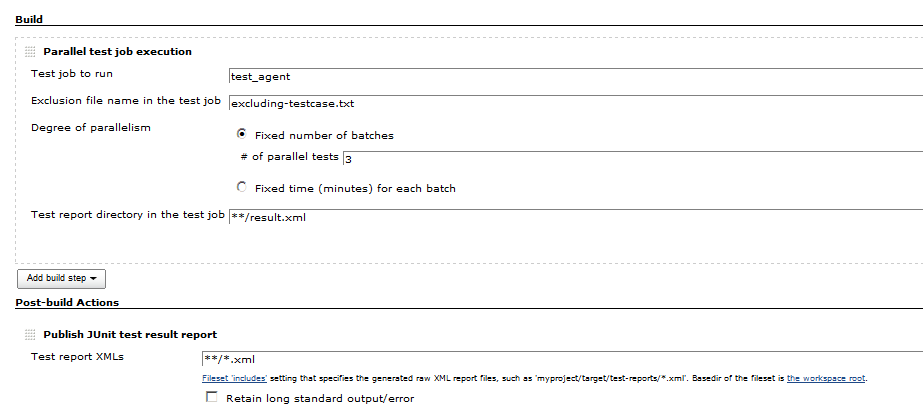 Build
Parallel test job execution
Test job to run test_agent
Exclusion file name in the test job excluding-testcase.txt
Degree of parallelism
Fixed number of batches
# of parallel tests 3
Fixed time (minutes) for each batch
Test report directory in the test job **/result.xml
Add build step
Post-build Actions
Publish JUnit test result report
Test report XMLs **/*.xml
Fileset 'includes' setting that specifies the generated raw XML report files, such as 'myproject/target/test-reports/*.xml'. Basedir of the fileset is the workspace root.
Retain long standard output/error